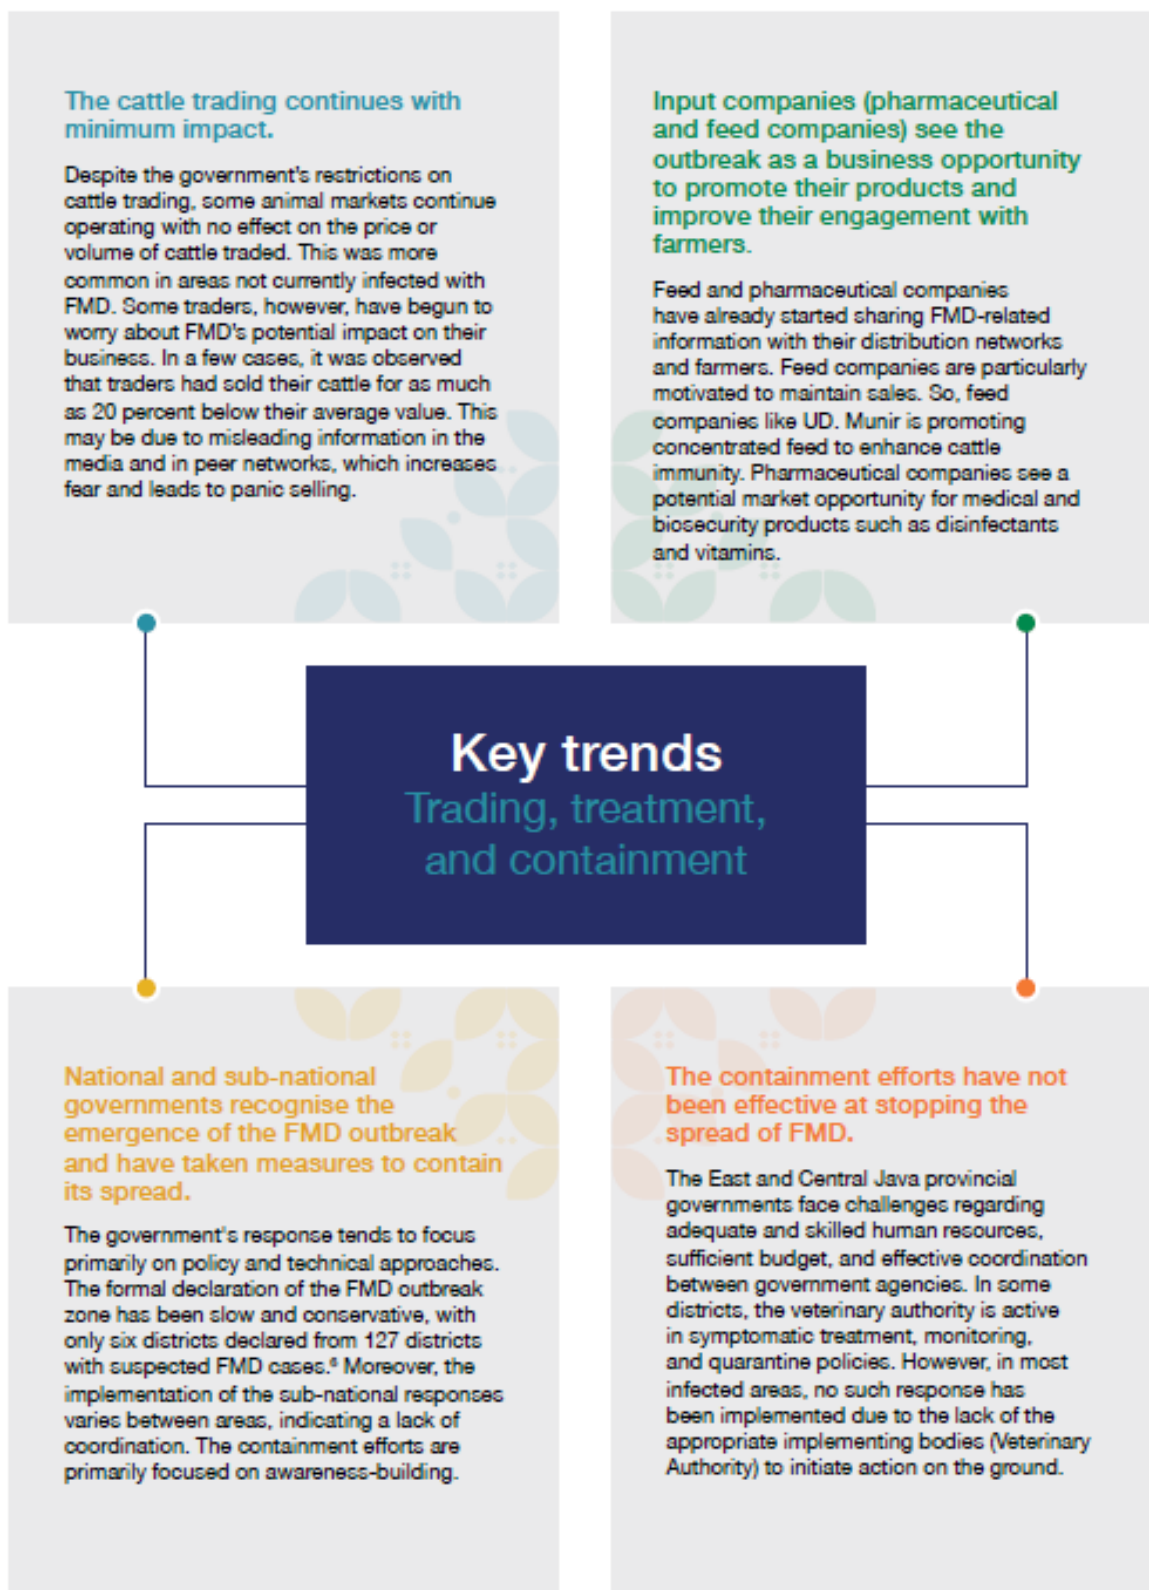 The cattle trading continues with
minimum impact.
Despite the government's restrictions on
cattle trading, some animal markets continue
operating with no effect on the price or
volume of cattle traded. This was more
common in areas not currently infected with
FMD. Some traders, however, have begun to
worry about FMD's potential impact on their
business. In a few cases, it was observed
that traders had sold their cattle for as much
as 20 percent below their average value. This
may be due to misleading information in the
media and in peer networks, which increases
fear and leads to panic selling.
Input companies (pharmaceutical
and feed companies) see the
outbreak as a business opportunity
to promote their products and
improve their engagement with
farmers.
Feed and pharmaceutical companies
have already started sharing FMD-related
information with their distribution networks
and farmers. Feed companies are particularly
motivated to maintain sales. So, feed
companies like UD. Munir is promoting
concentrated feed to enhance cattle
immunity. Pharmaceutical companies see a
potential market opportunity for medical and
biosecurity products such as disinfectants
and vitamins.
Key trends
Trading, treatment,
and containment
National and sub-national
governments recognise the
emergence of the FMD outbreak
and have taken measures to contain
its spread.
The government's response tends to focus
primarily on policy and technical approaches.
The formal declaration of the FMD outbreak
zone has been slow and conservative, with
only six districts declared from 127 districts
with suspected FMD cases.⁶ Moreover, the
implementation of the sub-national responses
varies between areas, indicating a lack of
coordination. The containment efforts are
primarily focused on awareness-building.
The containment efforts have not
been effective at stopping the
spread of FMD.
The East and Central Java provincial
governments face challenges regarding
adequate and skilled human resources,
sufficient budget, and effective coordination
between government agencies. In some
districts, the veterinary authority is active
in symptomatic treatment, monitoring,
and quarantine policies. However, in most
infected areas, no such response has
been implemented due to the lack of the
appropriate implementing bodies (Veterinary
Authority) to initiate action on the ground.